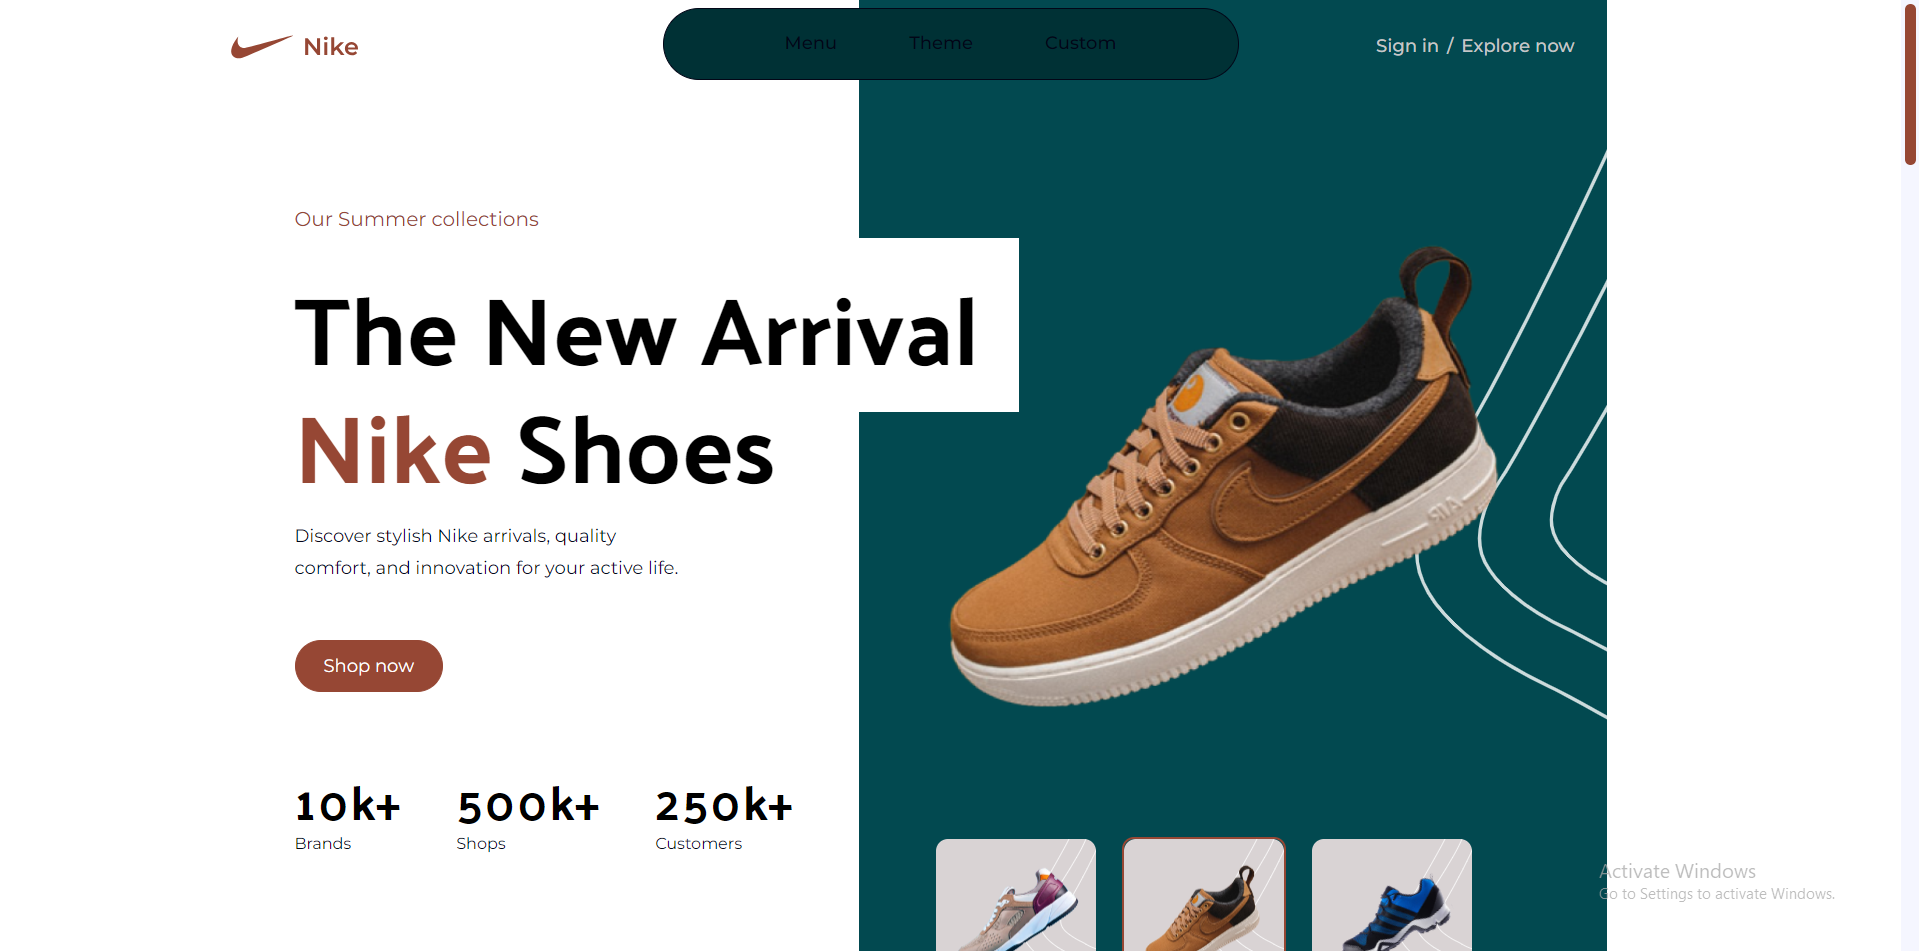 Nike
Menu Theme Custom
Sign in / Explore now
Our Summer collections
The New Arrival
Nike Shoes
Discover stylish Nike arrivals, quality
comfort, and innovation for your active life.
Shop now
10k+ 500k+ 250k+
Brands Shops Customers
Activate Windows
Go to Settings to activate Windows.